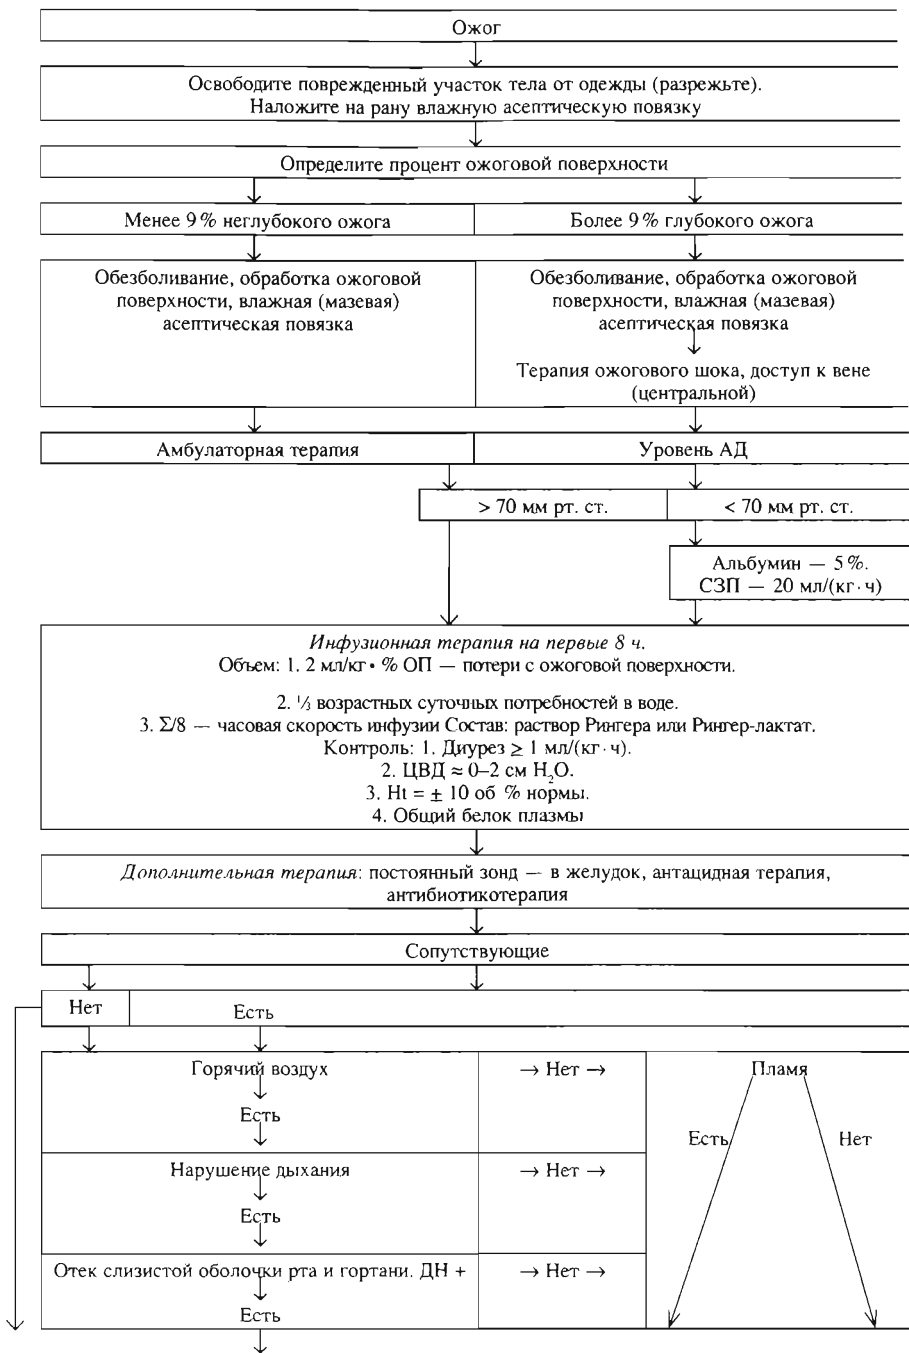 Ожог
Освободите поврежденный участок тела от одежды (разрежьте).
Наложите на рану влажную асептическую повязку
Определите процент ожоговой поверхности
Менее 9 % неглубокого ожога
Более 9 % глубокого ожога
Обезболивание, обработка ожоговой
поверхности, влажная (мазевая)
асептическая повязка
Обезболивание, обработка ожоговой
поверхности, влажная (мазевая)
асептическая повязка
Терапия ожогового шока, доступ к вене
(центральной)
Амбулаторная терапия
Уровень АД
> 70 мм рт. ст.
< 70 мм рт. ст.
Альбумин — 5 %.
СЗП — 20 мл/(кг · ч)
Инфузионная терапия на первые 8 ч.
Объем: 1. 2 мл/кг • % ОП — потери с ожоговой поверхности.
2. ⅓ возрастных суточных потребностей в воде.
3. Σ/8 — часовая скорость инфузии Состав: раствор Рингера или Рингер-лактат.
Контроль: 1. Диурез ≥ 1 мл/(кг · ч).
2. ЦВД ≈ 0–2 см H₂O.
3. Ht = ± 10 об % нормы.
4. Общий белок плазмы
Дополнительная терапия: постоянный зонд — в желудок, антацидная терапия,
антибиотикотерапия
Сопутствующие
Нет
Есть
Горячий воздух
→ Нет →
Пламя
Есть
Есть
Нет
Нарушение дыхания
→ Нет →
Есть
Отек слизистой оболочки рта и гортани. ДН +
→ Нет →
Есть